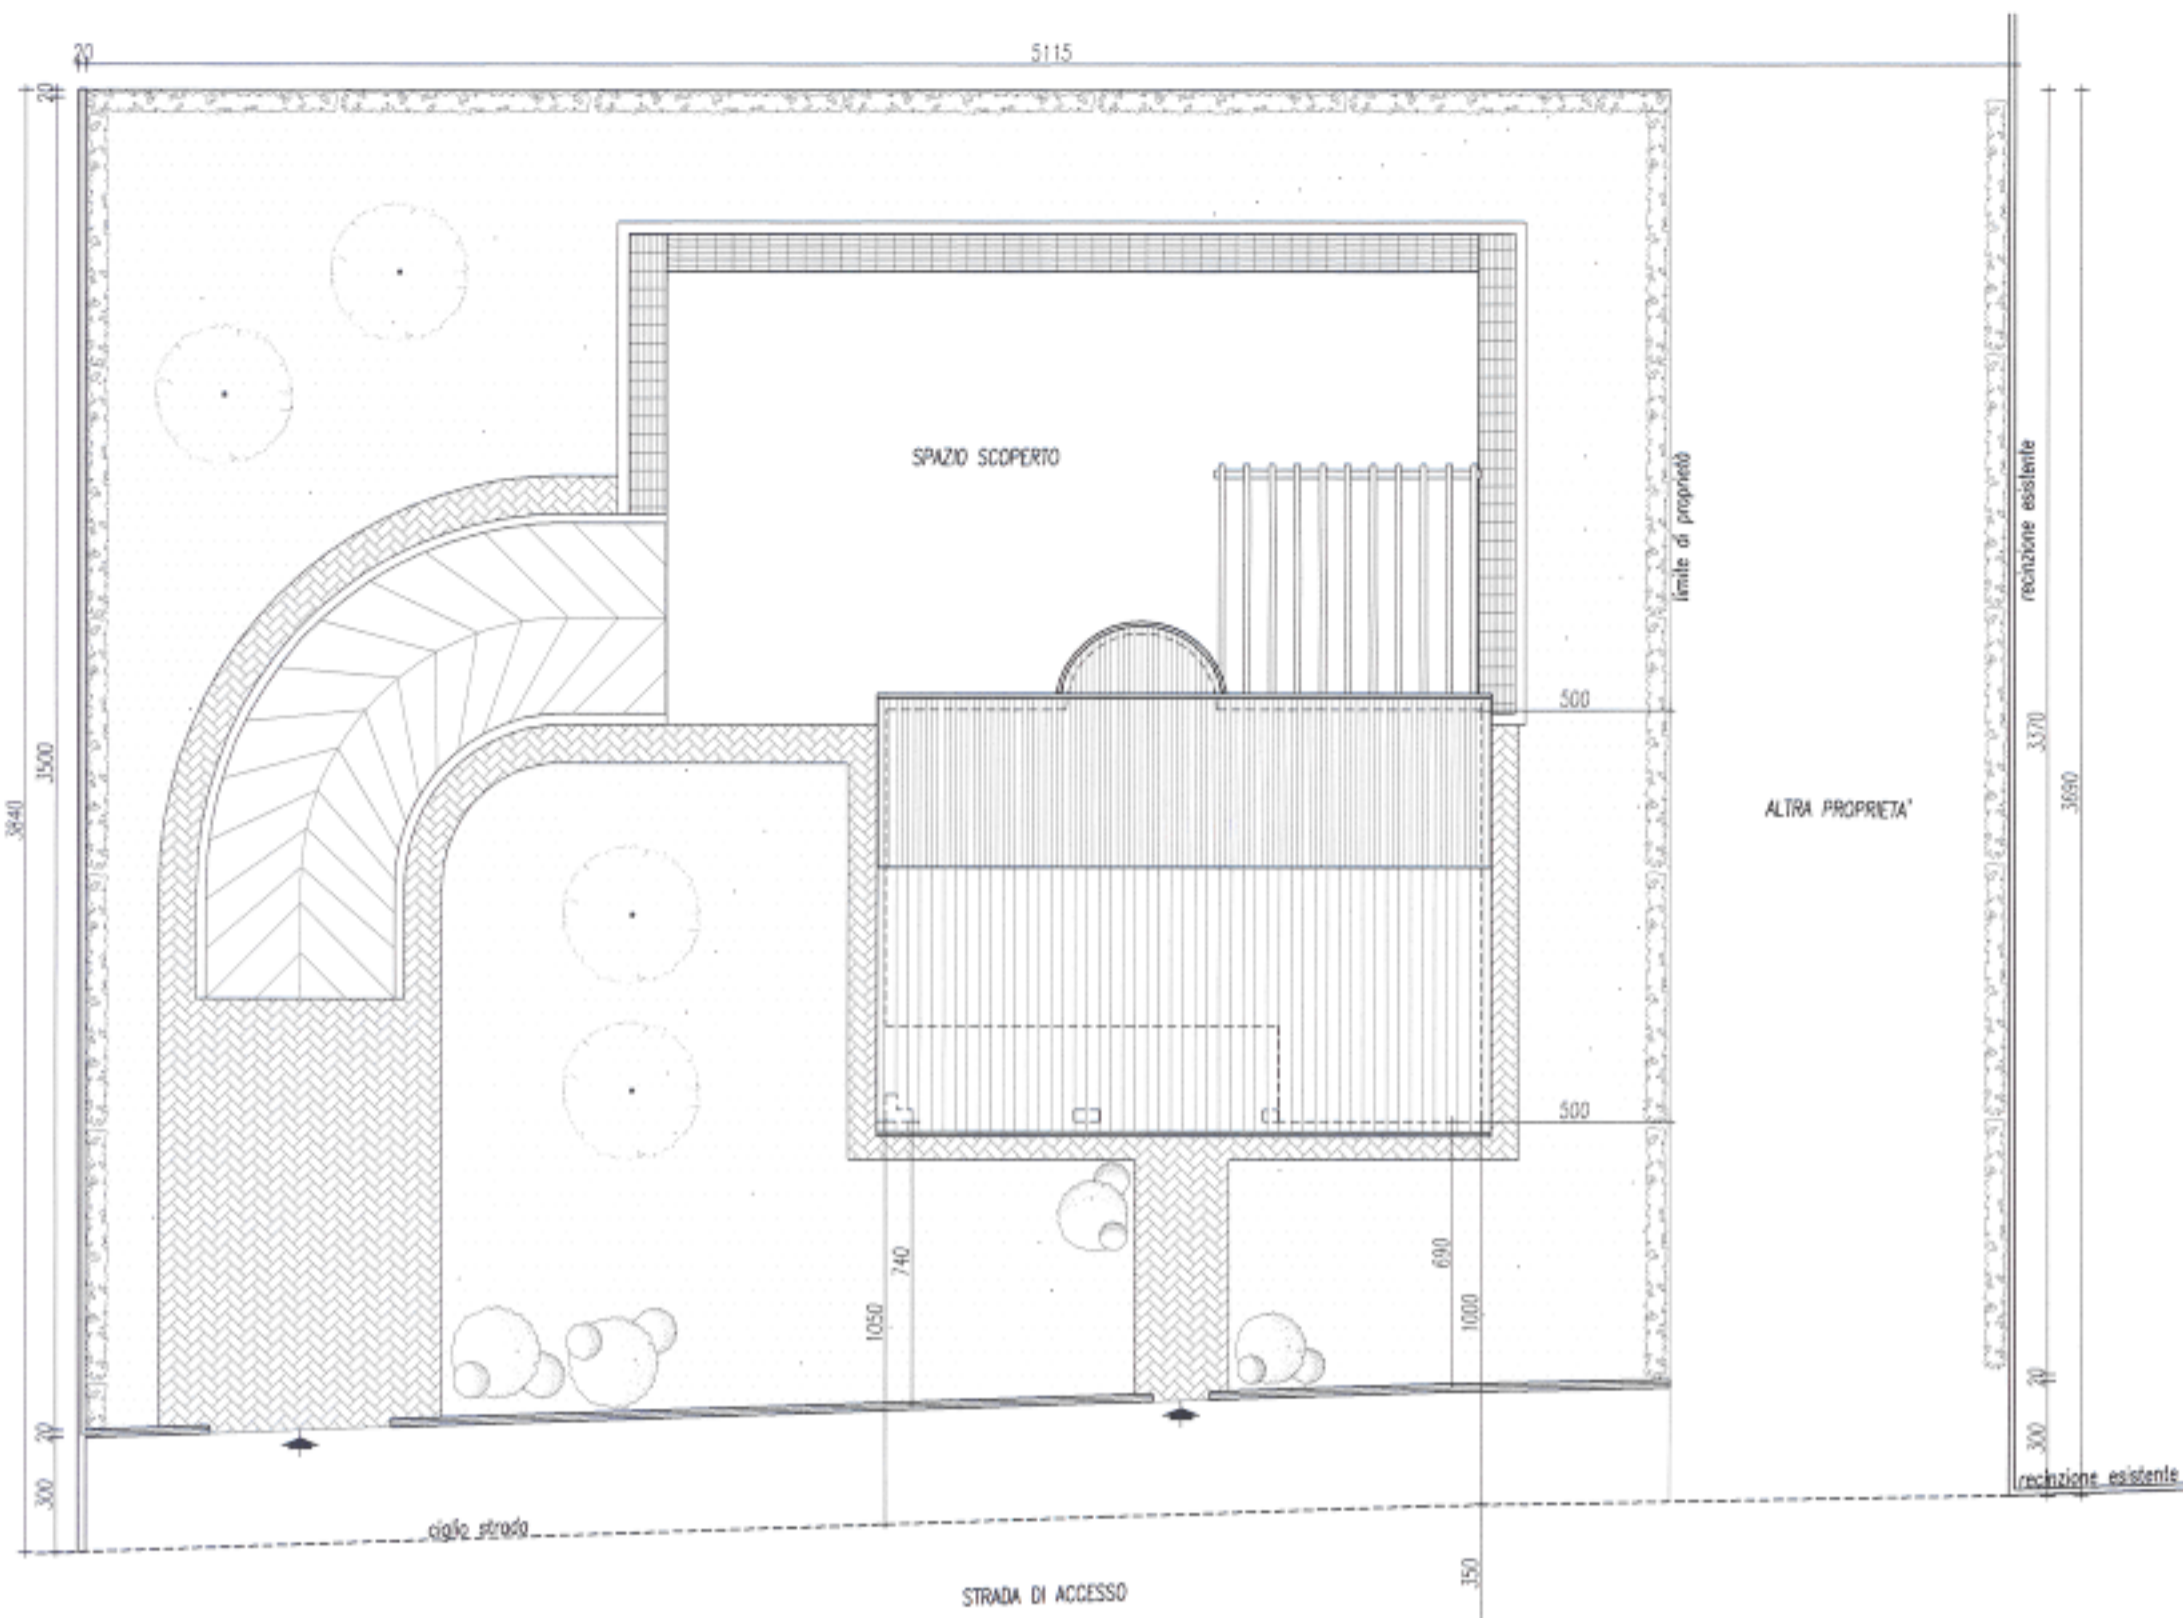 20
5115
20
SPAZIO SCOPERTO
limite di proprietà
recinzione esistente
500
3500
3370
3840
3690
ALTRA PROPRIETA'
500
740
690
1050
1000
20
20
300
300
recinzione esistente
ciglio strada
350
STRADA DI ACCESSO